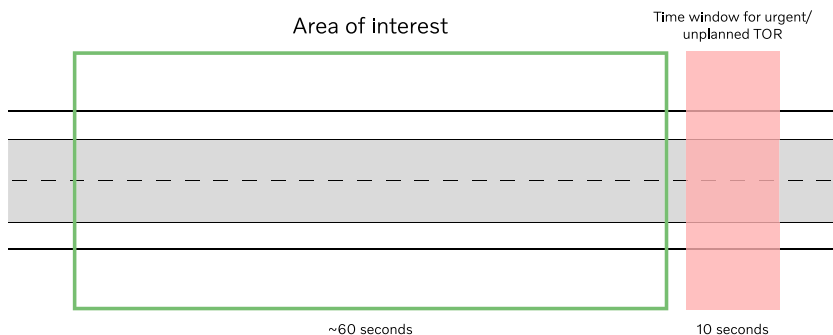 Area of interest
Time window for urgent/
unplanned TOR
~60 seconds
10 seconds